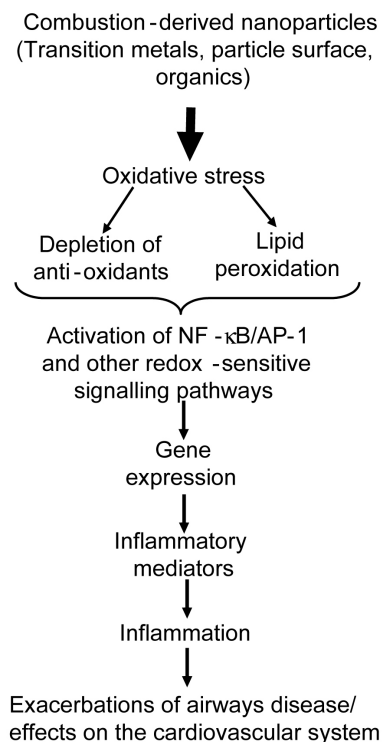 Combustion-derived nanoparticles
(Transition metals, particle surface,
organics)
Oxidative stress
Depletion of
anti-oxidants
Lipid
peroxidation
Activation of NF -κB/AP-1
and other redox -sensitive
signalling pathways
Gene
expression
Inflammatory
mediators
Inflammation
Exacerbations of airways disease/
effects on the cardiovascular system